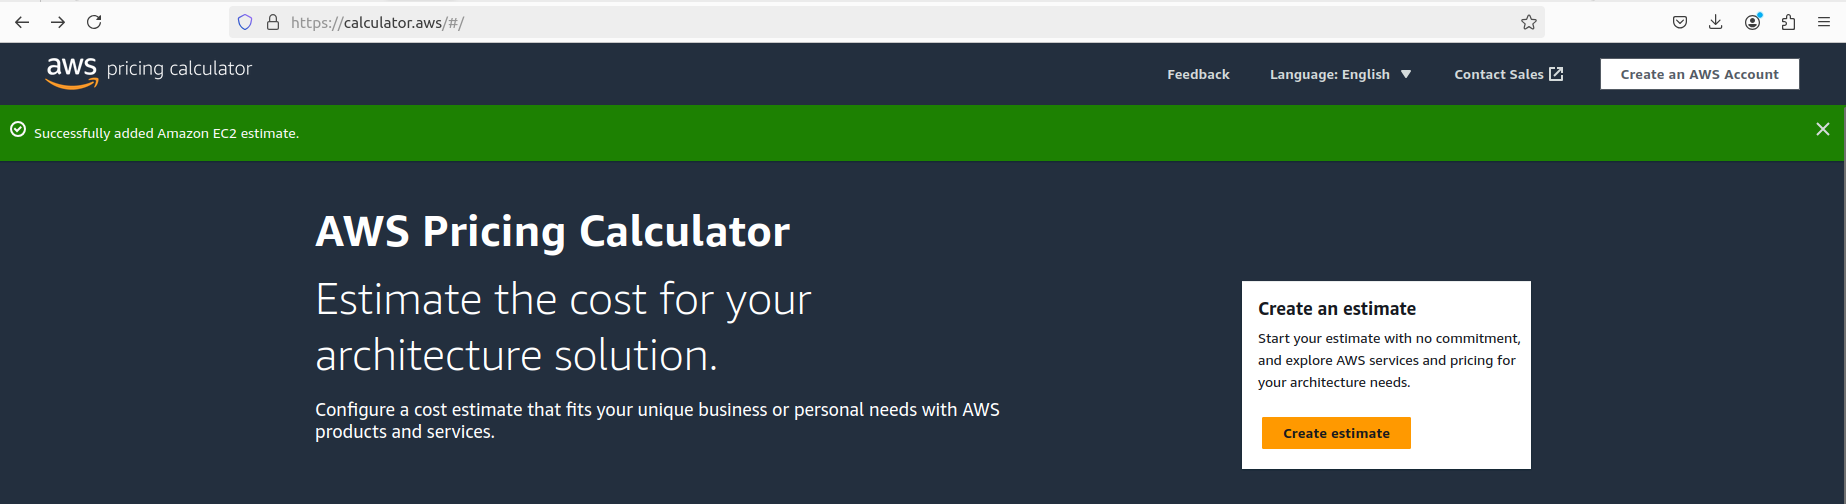 https://calculator.aws/#/
aws pricing calculator
Feedback
Language: English
Contact Sales
Create an AWS Account
Successfully added Amazon EC2 estimate.
AWS Pricing Calculator
Estimate the cost for your
architecture solution.
Configure a cost estimate that fits your unique business or personal needs with AWS
products and services.
Create an estimate
Start your estimate with no commitment,
and explore AWS services and pricing for
your architecture needs.
Create estimate